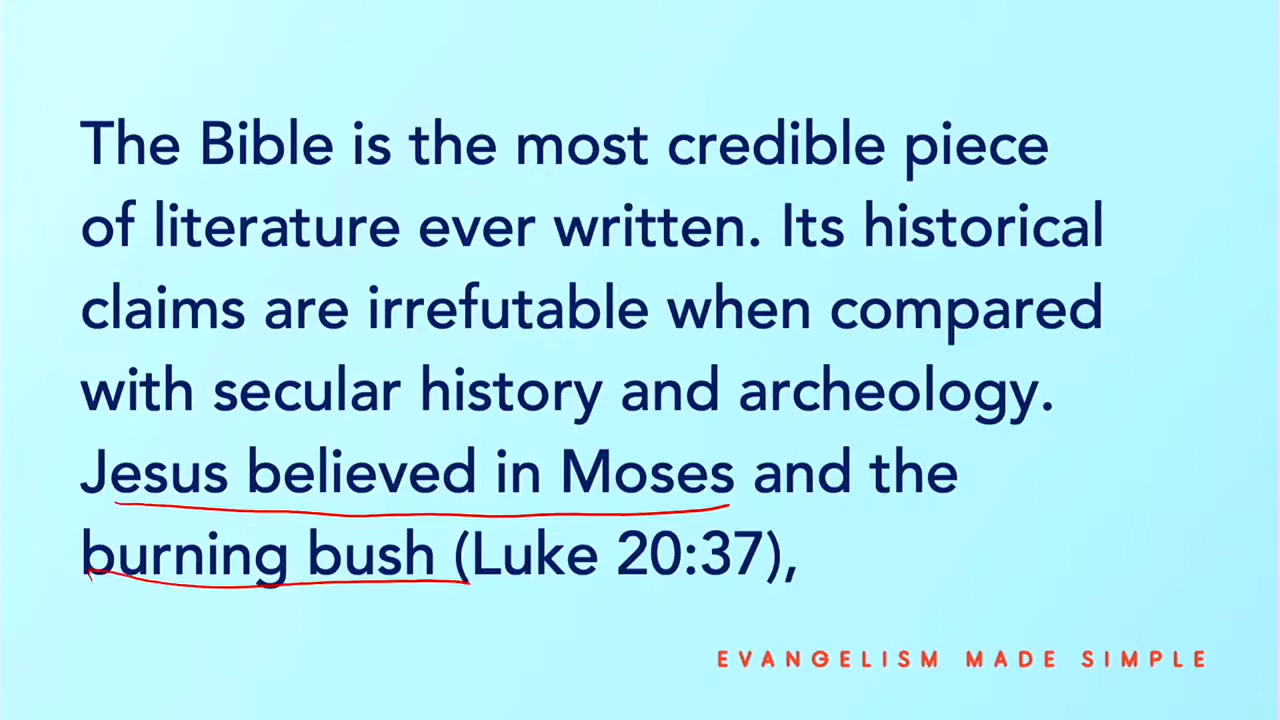 The Bible is the most credible piece
of literature ever written. Its historical
claims are irrefutable when compared
with secular history and archeology.
Jesus believed in Moses and the
burning bush (Luke 20:37),
EVANGELISM MADE SIMPLE